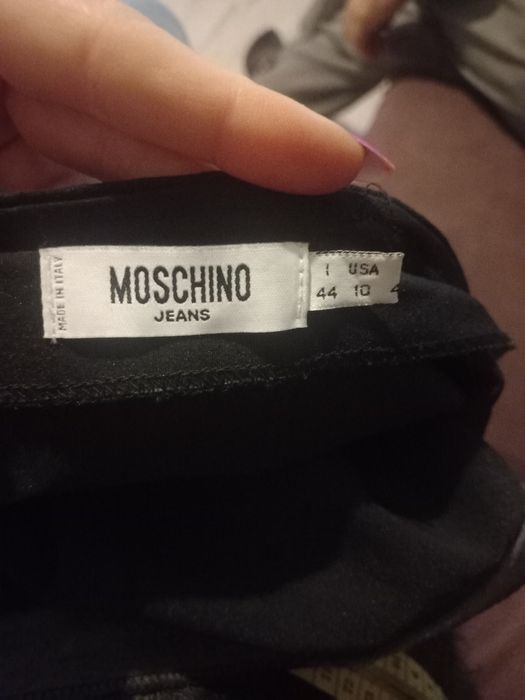 MADE IN ITALY
MOSCHINO
JEANS
I USA
44 10